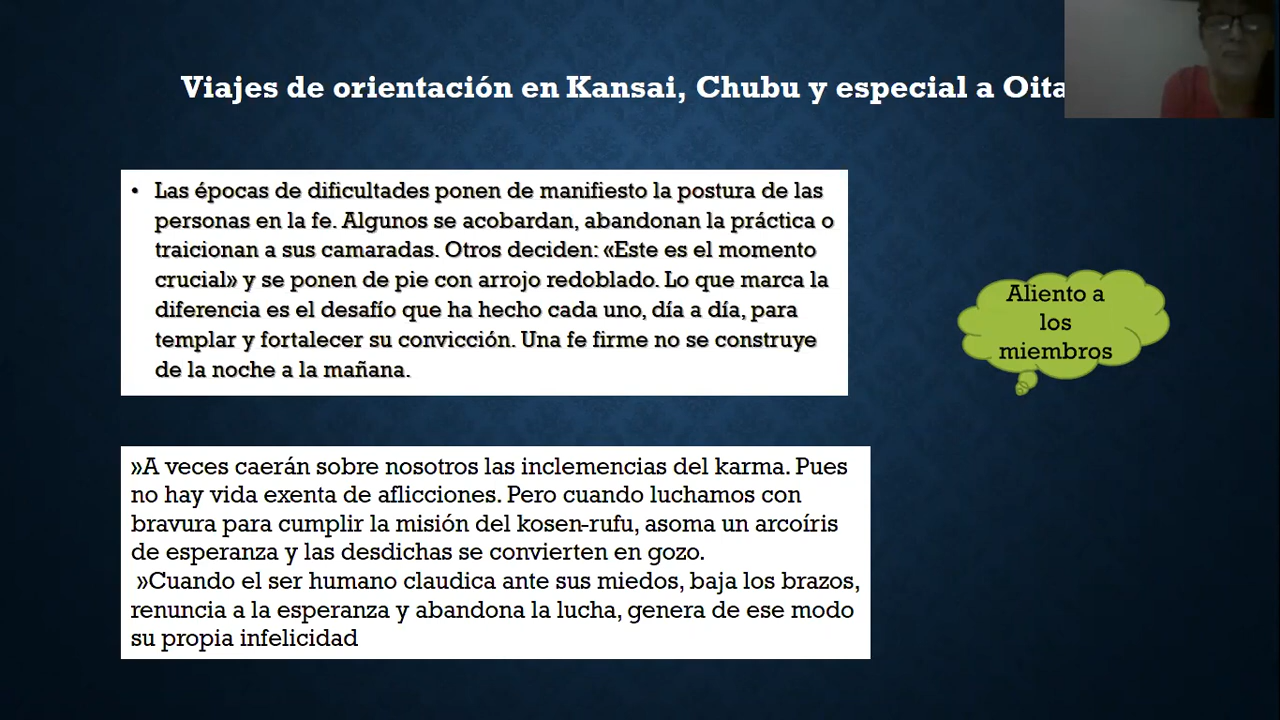 Viajes de orientación en Kansai, Chubu y especial a Oita
• Las épocas de dificultades ponen de manifiesto la postura de las
personas en la fe. Algunos se acobardan, abandonan la práctica o
traicionan a sus camaradas. Otros deciden: «Este es el momento
crucial» y se ponen de pie con arrojo redoblado. Lo que marca la
diferencia es el desafío que ha hecho cada uno, día a día, para
templar y fortalecer su convicción. Una fe firme no se construye
de la noche a la mañana.
Aliento a
los
miembros
»A veces caerán sobre nosotros las inclemencias del karma. Pues
no hay vida exenta de aflicciones. Pero cuando luchamos con
bravura para cumplir la misión del kosen-rufu, asoma un arcoíris
de esperanza y las desdichas se convierten en gozo.
»Cuando el ser humano claudica ante sus miedos, baja los brazos,
renuncia a la esperanza y abandona la lucha, genera de ese modo
su propia infelicidad